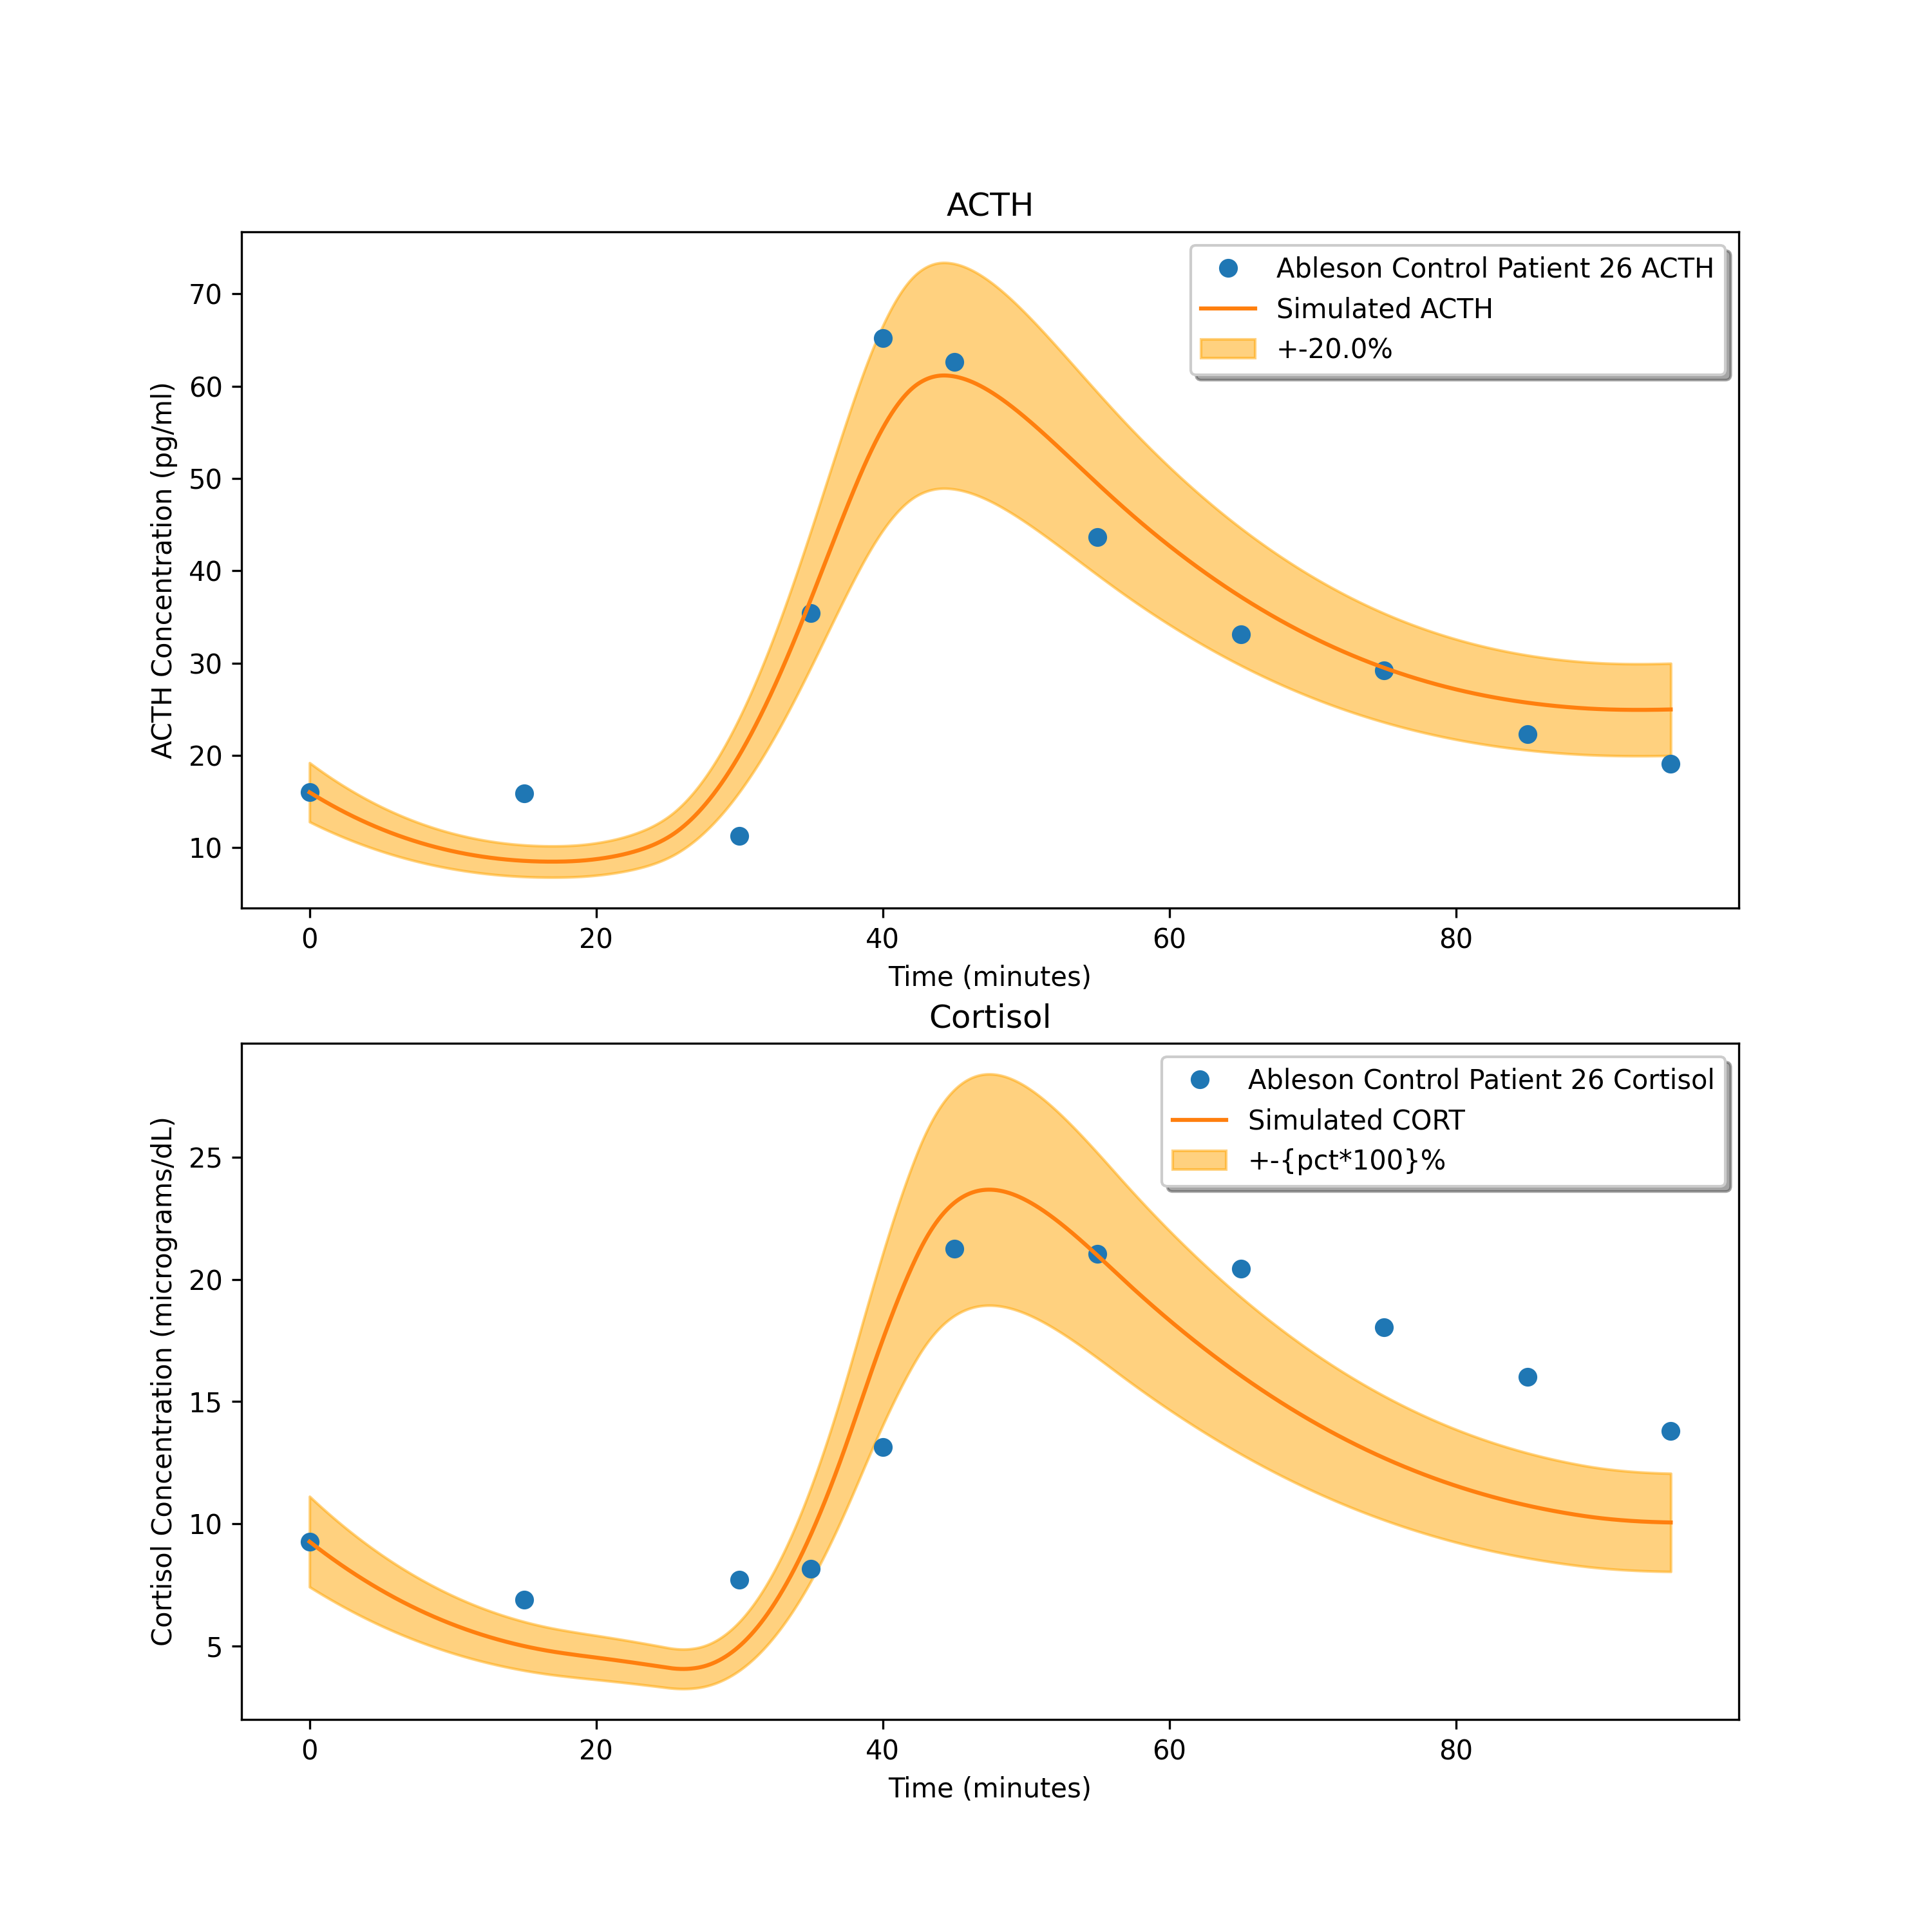 ACTH
Ableson Control Patient 26 ACTH
Simulated ACTH
+-20.0%
ACTH Concentration (pg/ml)
70
60
50
40
30
20
10
0 20 40 60 80
Time (minutes)
Cortisol
Ableson Control Patient 26 Cortisol
Simulated CORT
+-{pct*100}%
Cortisol Concentration (micrograms/dL)
25
20
15
10
5
0 20 40 60 80
Time (minutes)